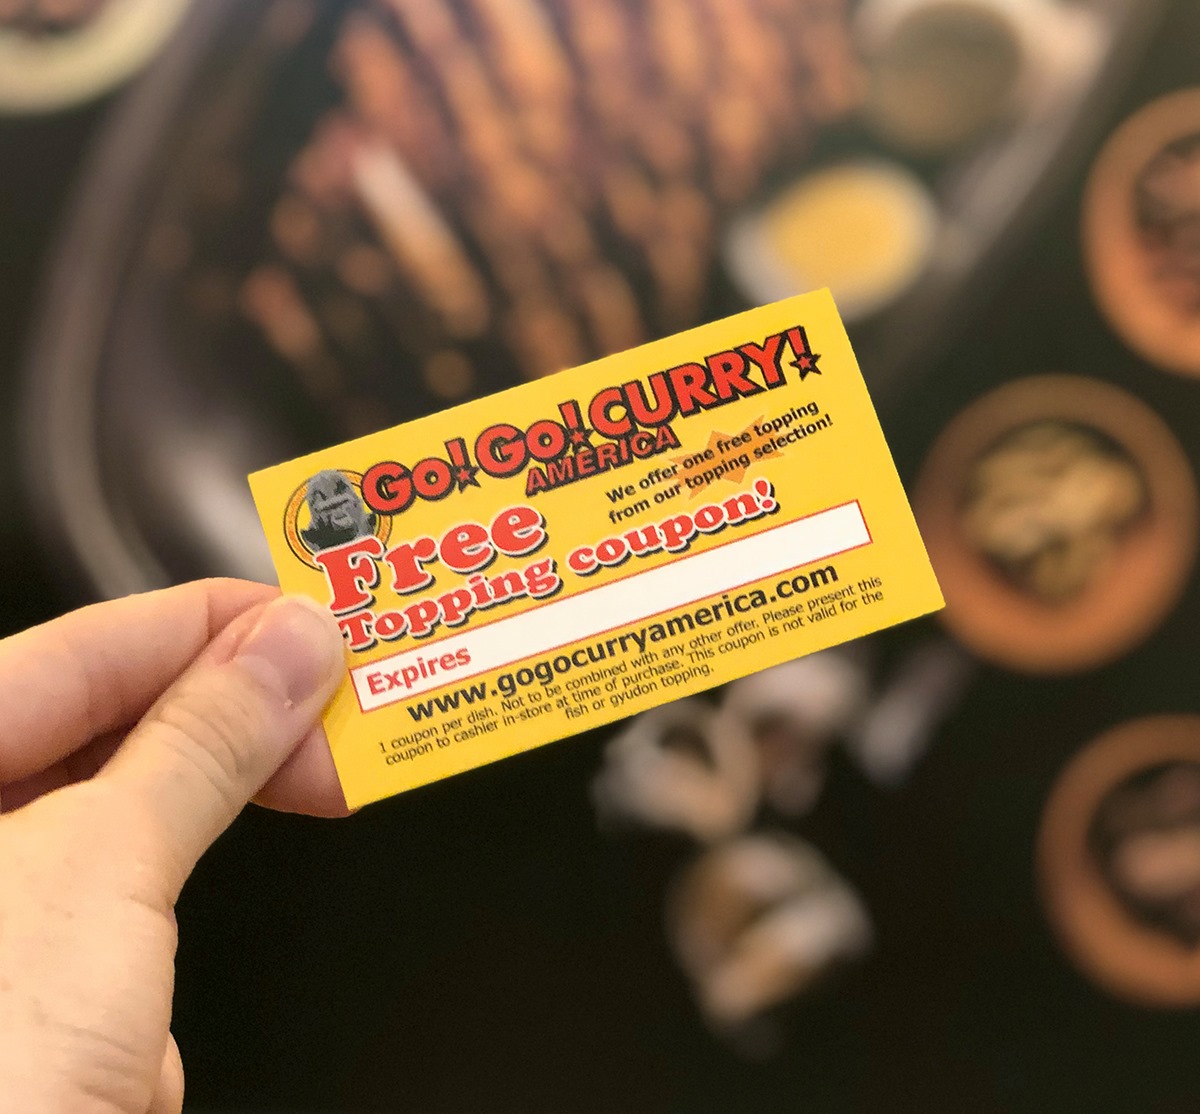 Go! Go! CURRY!
AMERICA
We offer one free topping
from our topping selection!
Free
Topping coupon!
Expires
www.gogocurryamerica.com
1 coupon per dish. Not to be combined with any other offer. Please present this
coupon to cashier in-store at time of purchase. This coupon is not valid for the
fish or gyudon topping.